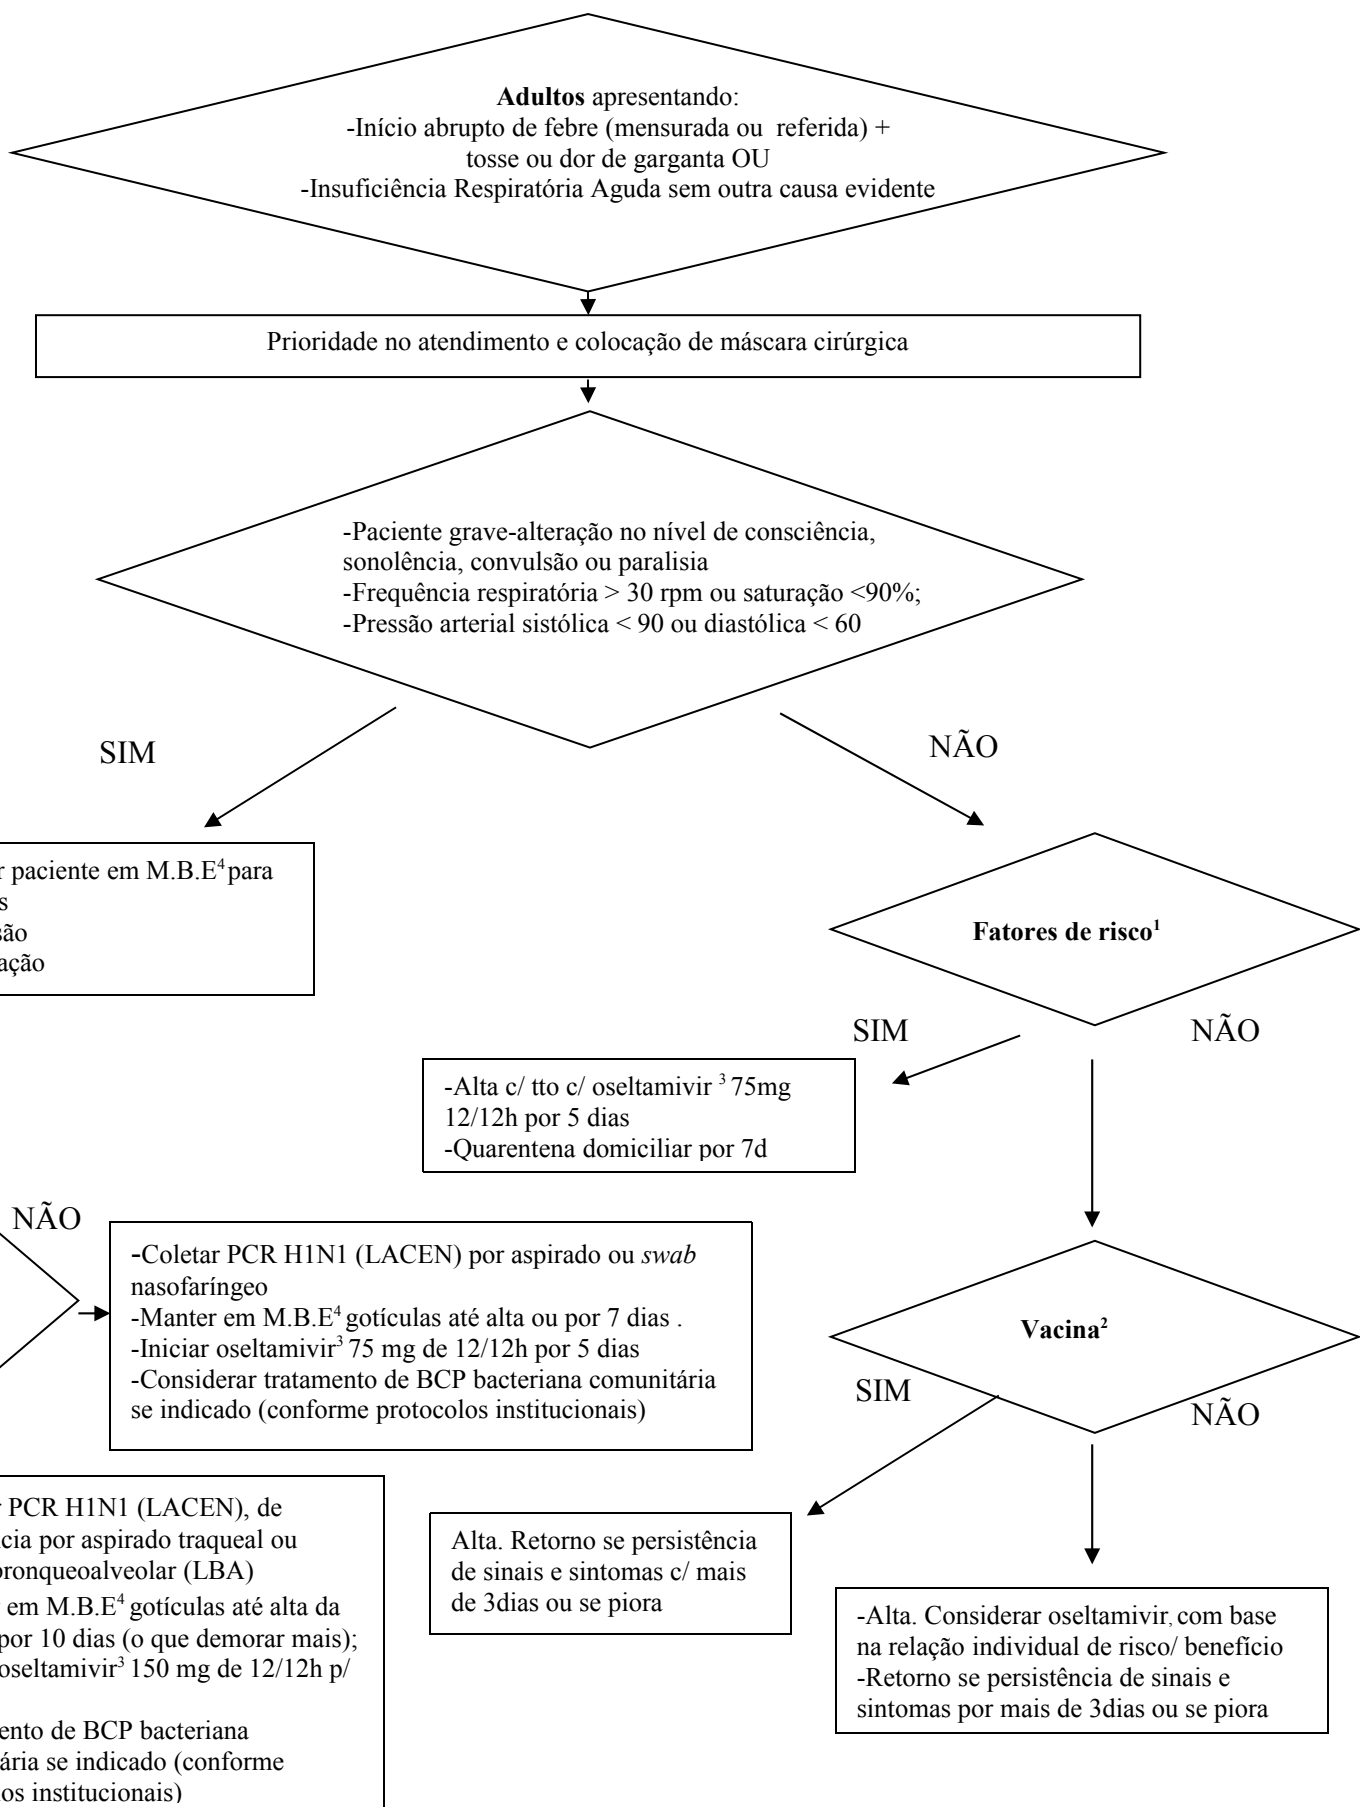 Adultos apresentando:
-Início abrupto de febre (mensurada ou referida) +
tosse ou dor de garganta OU
-Insuficiência Respiratória Aguda sem outra causa evidente
Prioridade no atendimento e colocação de máscara cirúrgica
-Paciente grave-alteração no nível de consciência,
sonolência, convulsão ou paralisia
-Frequência respiratória > 30 rpm ou saturação <90%;
-Pressão arterial sistólica < 90 ou diastólica < 60
SIM
NÃO
paciente em M.B.E⁴ para
Fatores de risco¹
SIM
NÃO
-Alta c/ tto c/ oseltamivir ³ 75mg
12/12h por 5 dias
-Quarentena domiciliar por 7d
NÃO
-Coletar PCR H1N1 (LACEN) por aspirado ou swab
nasofaríngeo
-Manter em M.B.E⁴ gotículas até alta ou por 7 dias .
-Iniciar oseltamivir³ 75 mg de 12/12h por 5 dias
-Considerar tratamento de BCP bacteriana comunitária
se indicado (conforme protocolos institucionais)
Vacina²
SIM
NÃO
PCR H1N1 (LACEN), de
por aspirado traqueal ou
bronqueoalveolar (LBA)
em M.B.E⁴ gotículas até alta da
por 10 dias (o que demorar mais);
oseltamivir³ 150 mg de 12/12h p/
de BCP bacteriana
se indicado (conforme
institucionais)
Alta. Retorno se persistência
de sinais e sintomas c/ mais
de 3dias ou se piora
-Alta. Considerar oseltamivir, com base
na relação individual de risco/ benefício
-Retorno se persistência de sinais e
sintomas por mais de 3dias ou se piora